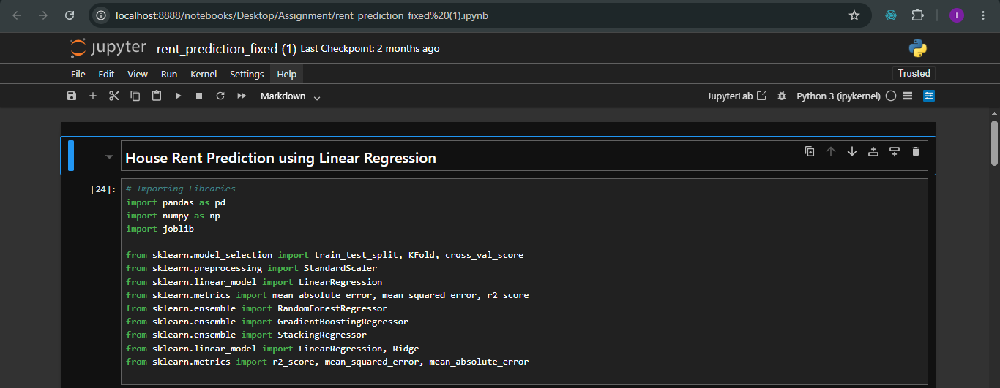 localhost:8888/notebooks/Desktop/Assignment/rent_prediction_fixed%20(1).ipynb
I
jupyter rent_prediction_fixed (1) Last Checkpoint: 2 months ago
File Edit View Run Kernel Settings Help
Trusted
Markdown
JupyterLab
Python 3 (ipykernel)
House Rent Prediction using Linear Regression
[24]:
# Importing Libraries
import pandas as pd
import numpy as np
import joblib
from sklearn.model_selection import train_test_split, KFold, cross_val_score
from sklearn.preprocessing import StandardScaler
from sklearn.linear_model import LinearRegression
from sklearn.metrics import mean_absolute_error, mean_squared_error, r2_score
from sklearn.ensemble import RandomForestRegressor
from sklearn.ensemble import GradientBoostingRegressor
from sklearn.ensemble import StackingRegressor
from sklearn.linear_model import LinearRegression, Ridge
from sklearn.metrics import r2_score, mean_squared_error, mean_absolute_error